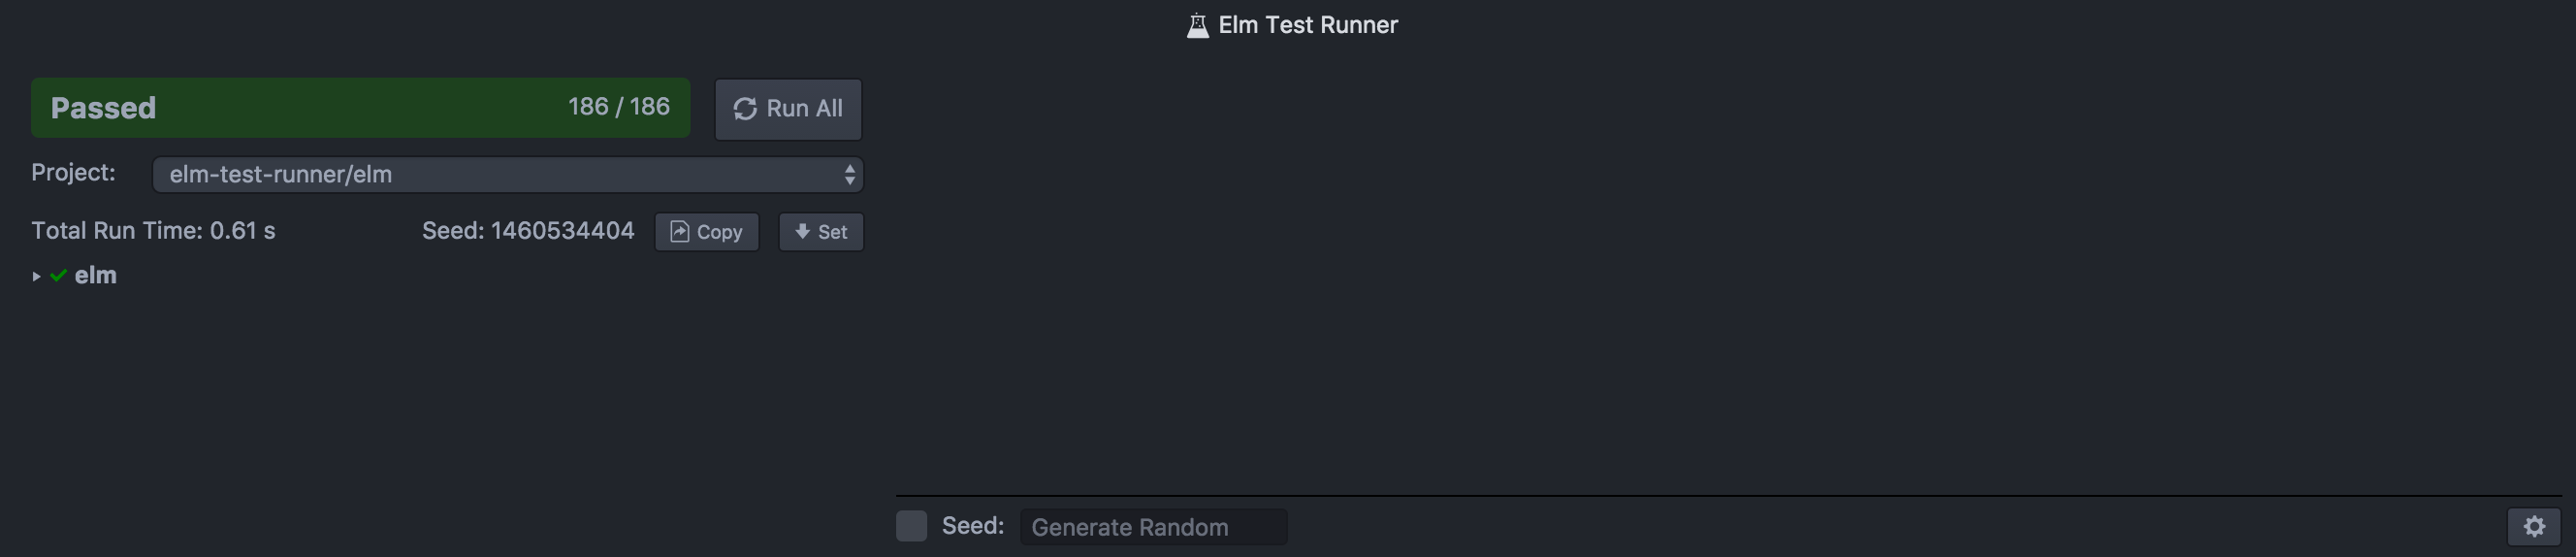 Elm Test Runner
Passed 186 / 186 Run All
Project: elm-test-runner/elm
Total Run Time: 0.61 s Seed: 1460534404 Copy Set
elm
Seed: Generate Random